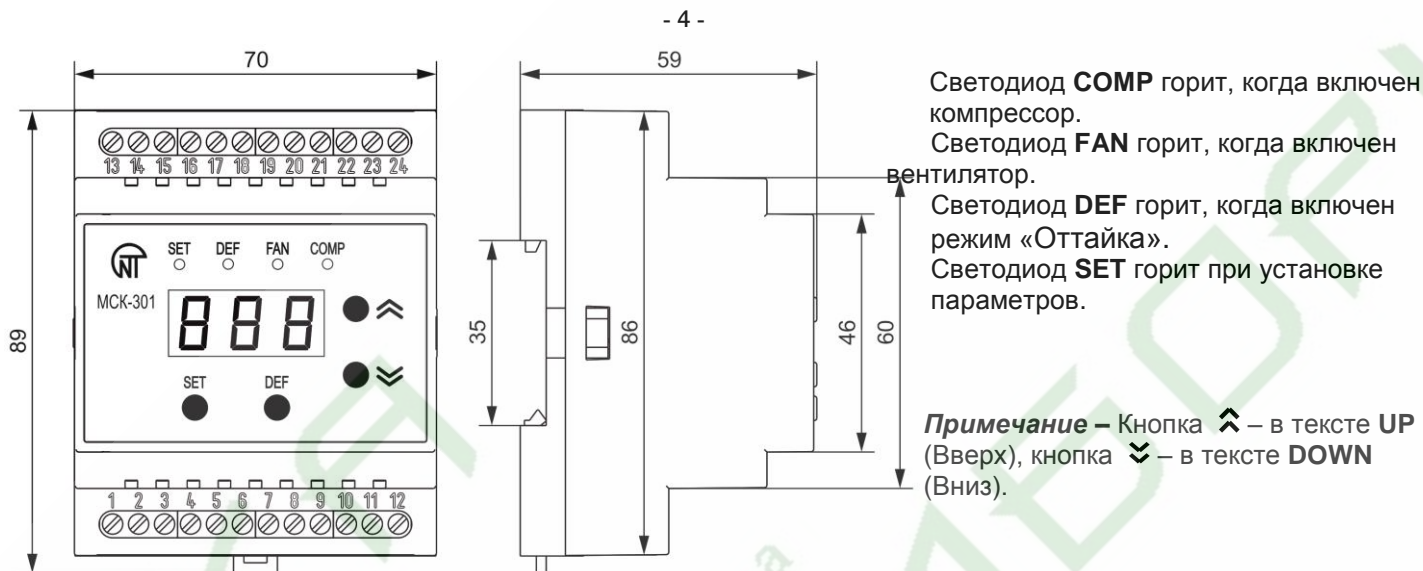 - 4 -
70
59
89
13 14 15 16 17 18 19 20 21 22 23 24
SET DEF FAN COMP
МСК-301
888
SET DEF
1 2 3 4 5 6 7 8 9 10 11 12
35
86
46
60
Светодиод COMP горит, когда включен
компрессор.
Светодиод FAN горит, когда включен
вентилятор.
Светодиод DEF горит, когда включен
режим «Оттайка».
Светодиод SET горит при установке
параметров.
Примечание – Кнопка – в тексте UP
(Вверх), кнопка – в тексте DOWN
(Вниз).